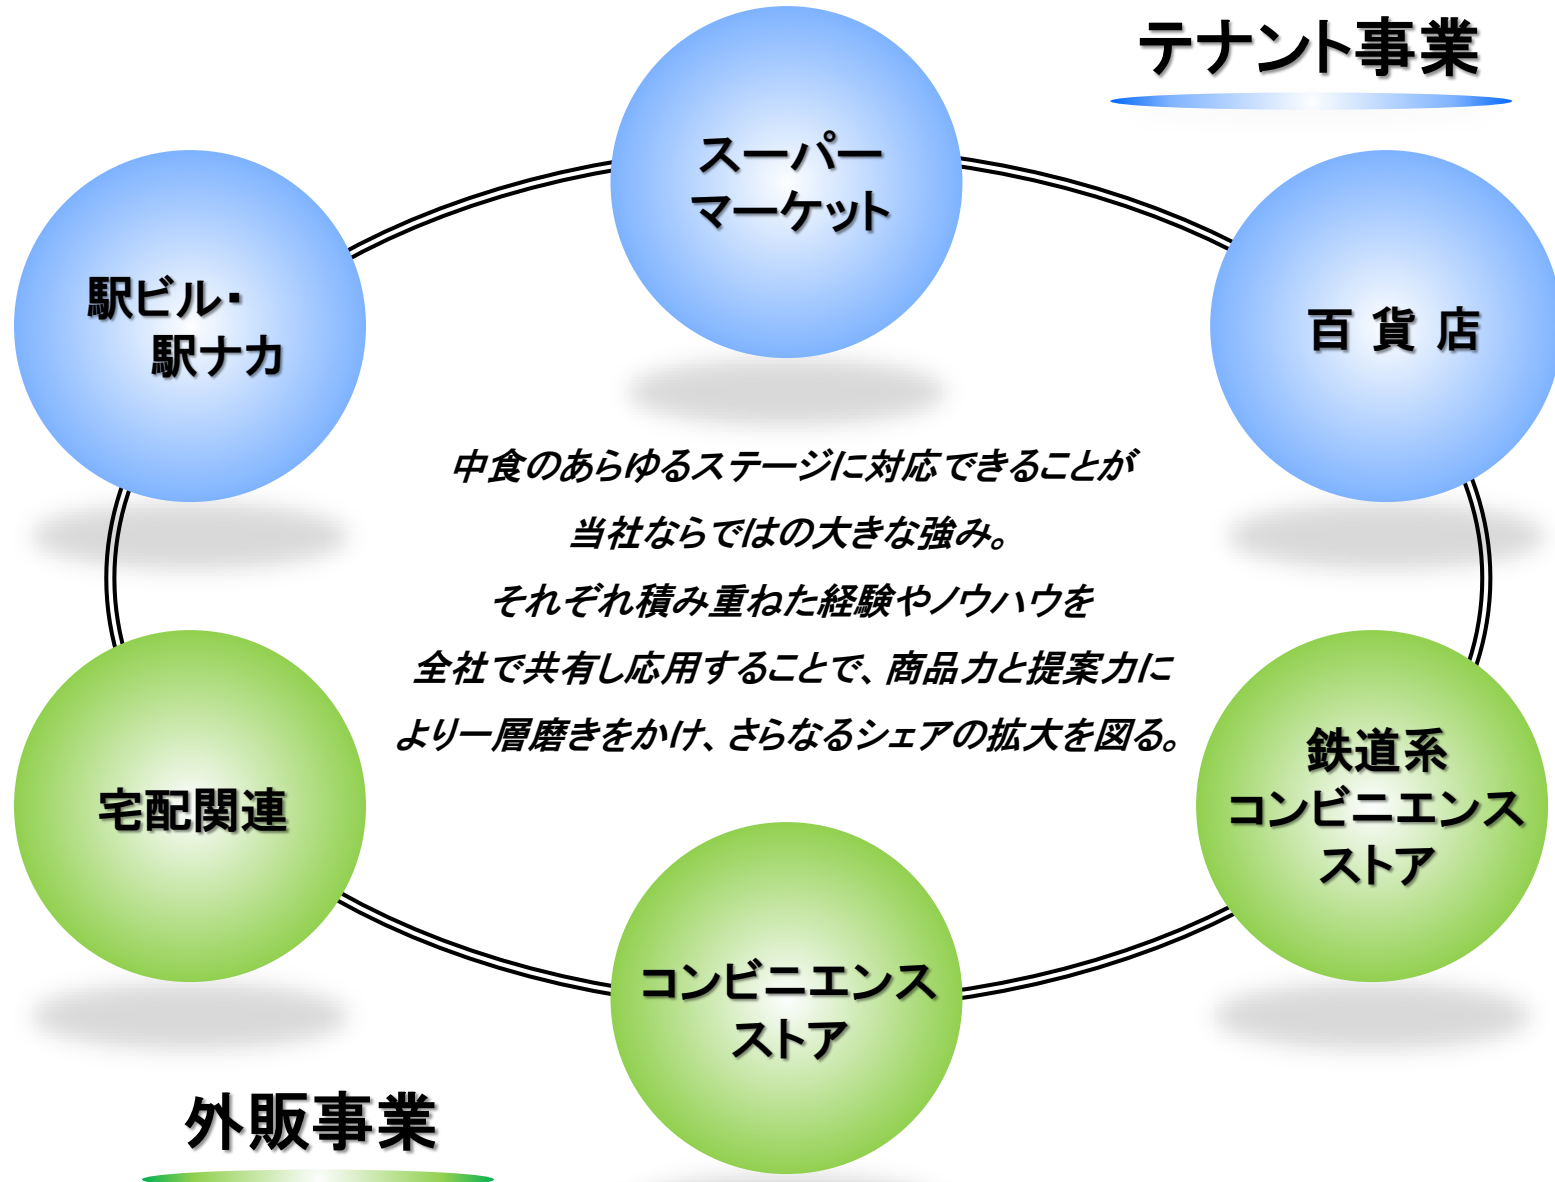 テナント事業
スーパー
マーケット
駅ビル・
駅ナカ
百 貨 店
中食のあらゆるステージに対応できることが
当社ならではの大きな強み。
それぞれ積み重ねた経験やノウハウを
全社で共有し応用することで、商品力と提案力に
より一層磨きをかけ、さらなるシェアの拡大を図る。
宅配関連
鉄道系
コンビニエンス
ストア
コンビニエンス
ストア
外販事業